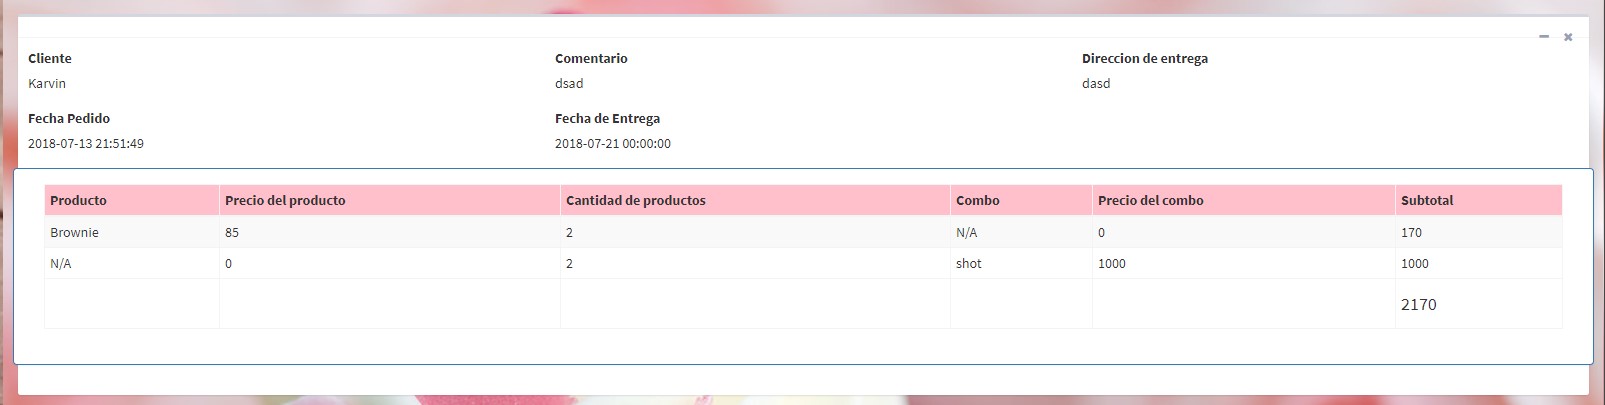 Cliente Comentario Direccion de entrega
Karvin dsad dasd
Fecha Pedido Fecha de Entrega
2018-07-13 21:51:49 2018-07-21 00:00:00
Producto Precio del producto Cantidad de productos Combo Precio del combo Subtotal
Brownie 85 2 N/A 0 170
N/A 0 2 shot 1000 1000
2170